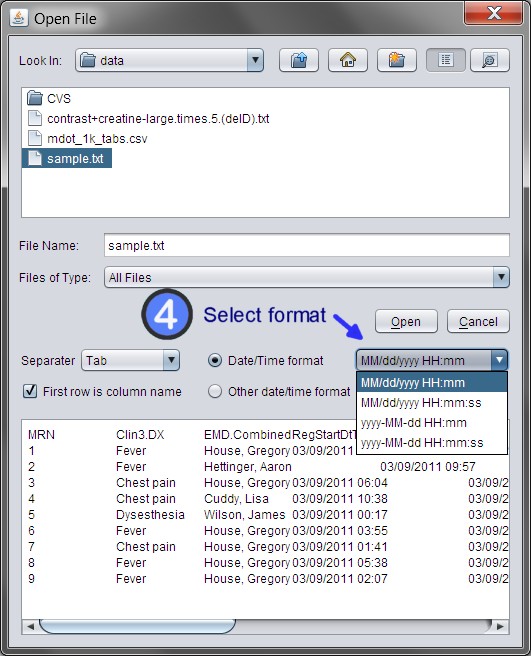 Open File
Look In: data
CVS
contrast+creatine-large.times.5.(deID).txt
mdot_1k_tabs.csv
sample.txt
File Name: sample.txt
Files of Type: All Files
4 Select format
Open Cancel
Separater Tab Date/Time format MM/dd/yyyy HH:mm
MM/dd/yyyy HH:mm
First row is column name Other date/time format
MM/dd/yyyy HH:mm:ss
yyyy-MM-dd HH:mm
yyyy-MM-dd HH:mm:ss
MRN Clin3.DX EMD.Combined RegStartDtT
1 Fever House, Gregory 03/09/2011
2 Fever Hettinger, Aaron 03/09/2011 09:57
3 Chest pain House, Gregory 03/09/2011 06:04 03/09/2
4 Chest pain Cuddy, Lisa 03/09/2011 10:38 03/09/2
5 Dysesthesia Wilson, James 03/09/2011 00:17 03/09/2
6 Fever House, Gregory 03/09/2011 03:55 03/09/2
7 Chest pain House, Gregory 03/09/2011 01:41 03/09/2
8 Fever House, Gregory 03/09/2011 05:38 03/09/2
9 Fever House, Gregory 03/09/2011 02:07 03/09/2